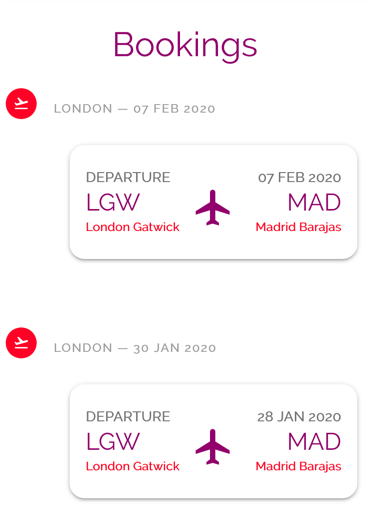 Bookings
LONDON — 07 FEB 2020
DEPARTURE 07 FEB 2020
LGW MAD
London Gatwick Madrid Barajas
LONDON — 30 JAN 2020
DEPARTURE 28 JAN 2020
LGW MAD
London Gatwick Madrid Barajas